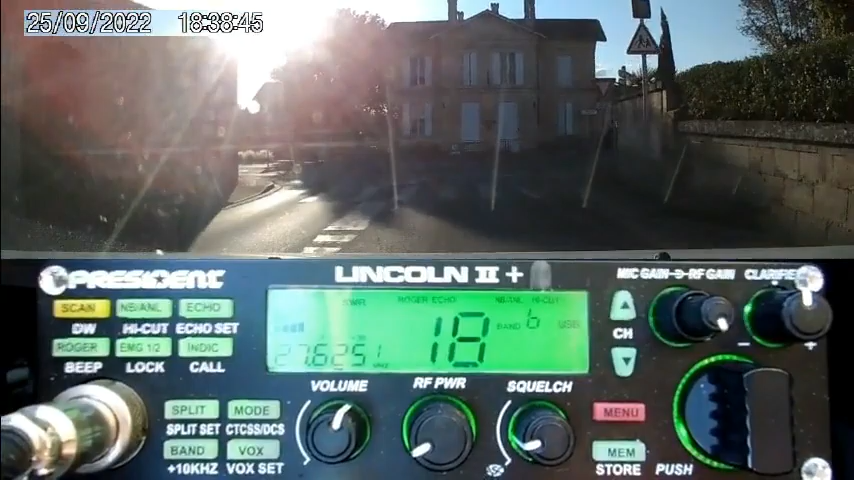 25/09/2022 18:38:45
PRESIDENT LINCOLN II + MIC GAIN RF GAIN CLARIFIER
SCAN NB/ANL ECHO
DW HI-CUT ECHO SET
ROGER EMG 1/2 INDIC
BEEP LOCK CALL
ROGER ECHO NB/ANL HI-CUT
18 BAND 6 USB
27.6251
CH
- +
VOLUME RF PWR SQUELCH
SPLIT MODE MENU
SPLIT SET CTCSS/DCS
BAND VOX MEM
+10KHZ VOX SET STORE PUSH